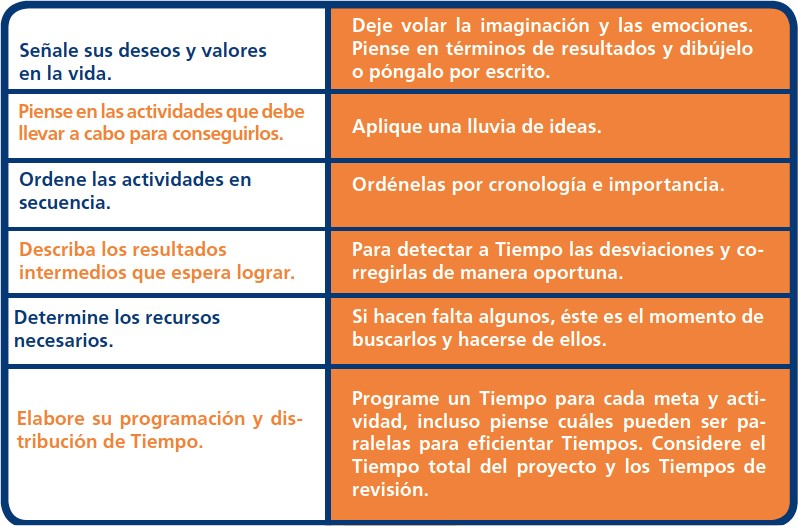 Señale sus deseos y valores
en la vida.
Deje volar la imaginación y las emociones.
Piense en términos de resultados y dibújelo
o póngalo por escrito.
Piense en las actividades que debe
llevar a cabo para conseguirlos.
Aplique una lluvia de ideas.
Ordene las actividades en
secuencia.
Ordénelas por cronología e importancia.
Describa los resultados
intermedios que espera lograr.
Para detectar a Tiempo las desviaciones y co-
rregirlas de manera oportuna.
Determine los recursos
necesarios.
Si hacen falta algunos, éste es el momento de
buscarlos y hacerse de ellos.
Elabore su programación y dis-
tribución de Tiempo.
Programe un Tiempo para cada meta y acti-
vidad, incluso piense cuáles pueden ser pa-
ralelas para eficientar Tiempos. Considere el
Tiempo total del proyecto y los Tiempos de
revisión.